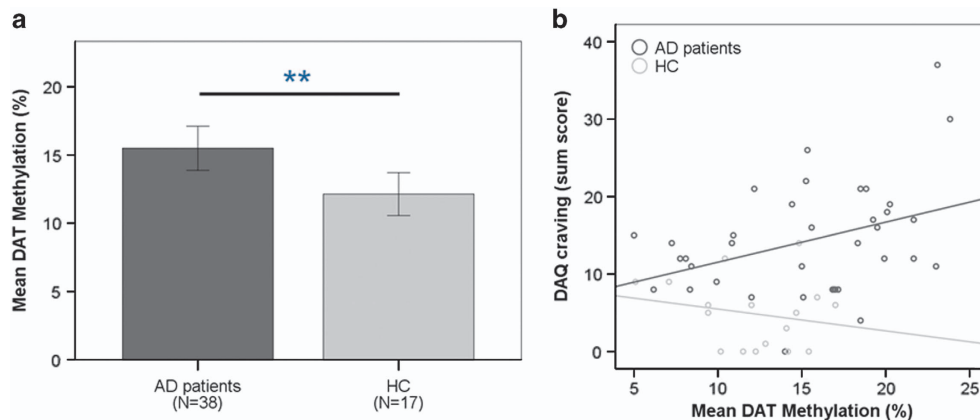 a
Mean DAT Methylation (%)
20
15
10
5
0
**
AD patients
(N=38)
HC
(N=17)
b
DAQ craving (sum score)
40
30
20
10
0
AD patients
HC
5 10 15 20 25
Mean DAT Methylation (%)